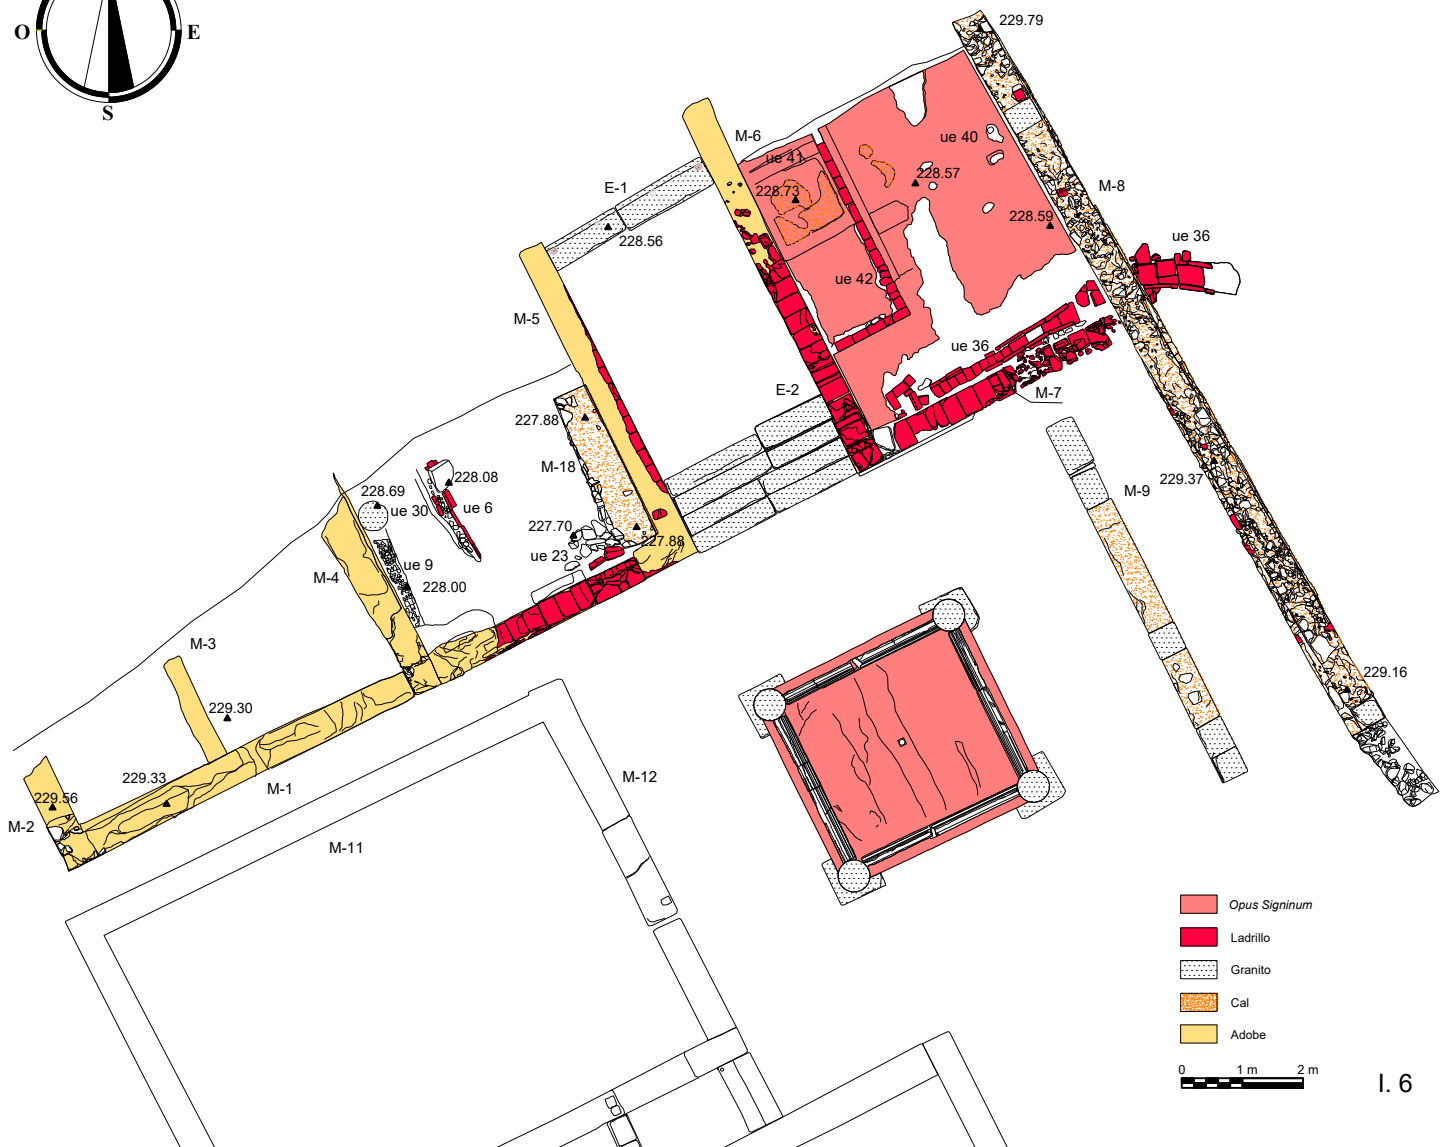 229.79
O
E
S
M-6
ue 40
ue 41
228.57
M-8
E-1
228.73
228.59
ue 36
228.56
ue 42
M-5
ue 36
E-2
M-7
227.88
M-18
228.08
229.37
M-9
228.69
ue 30
ue 6
227.70
227.88
ue 23
ue 9
M-4
228.00
M-3
229.16
229.30
M-12
229.33
M-1
229.56
M-2
M-11
Opus Signinum
Ladrillo
Granito
Cal
Adobe
0 1 m 2 m
I. 6